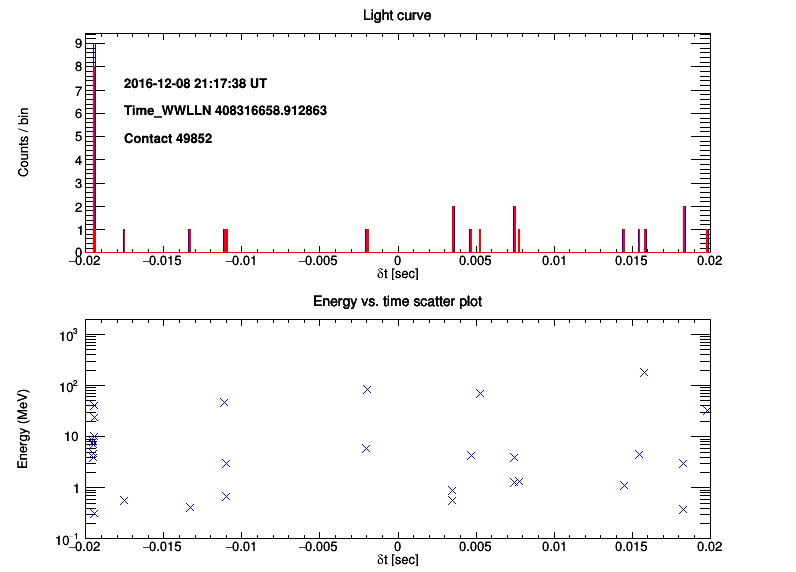 Light curve
Counts / bin
9
8
7
6
5
4
3
2
1
0
2016-12-08 21:17:38 UT
Time_WWLLN 408316658.912863
Contact 49852
−0.02 −0.015 −0.01 −0.005 0 0.005 0.01 0.015 0.02
δt [sec]
Energy vs. time scatter plot
Energy (MeV)
10³
10²
10
1
10⁻¹
−0.02 −0.015 −0.01 −0.005 0 0.005 0.01 0.015 0.02
δt [sec]